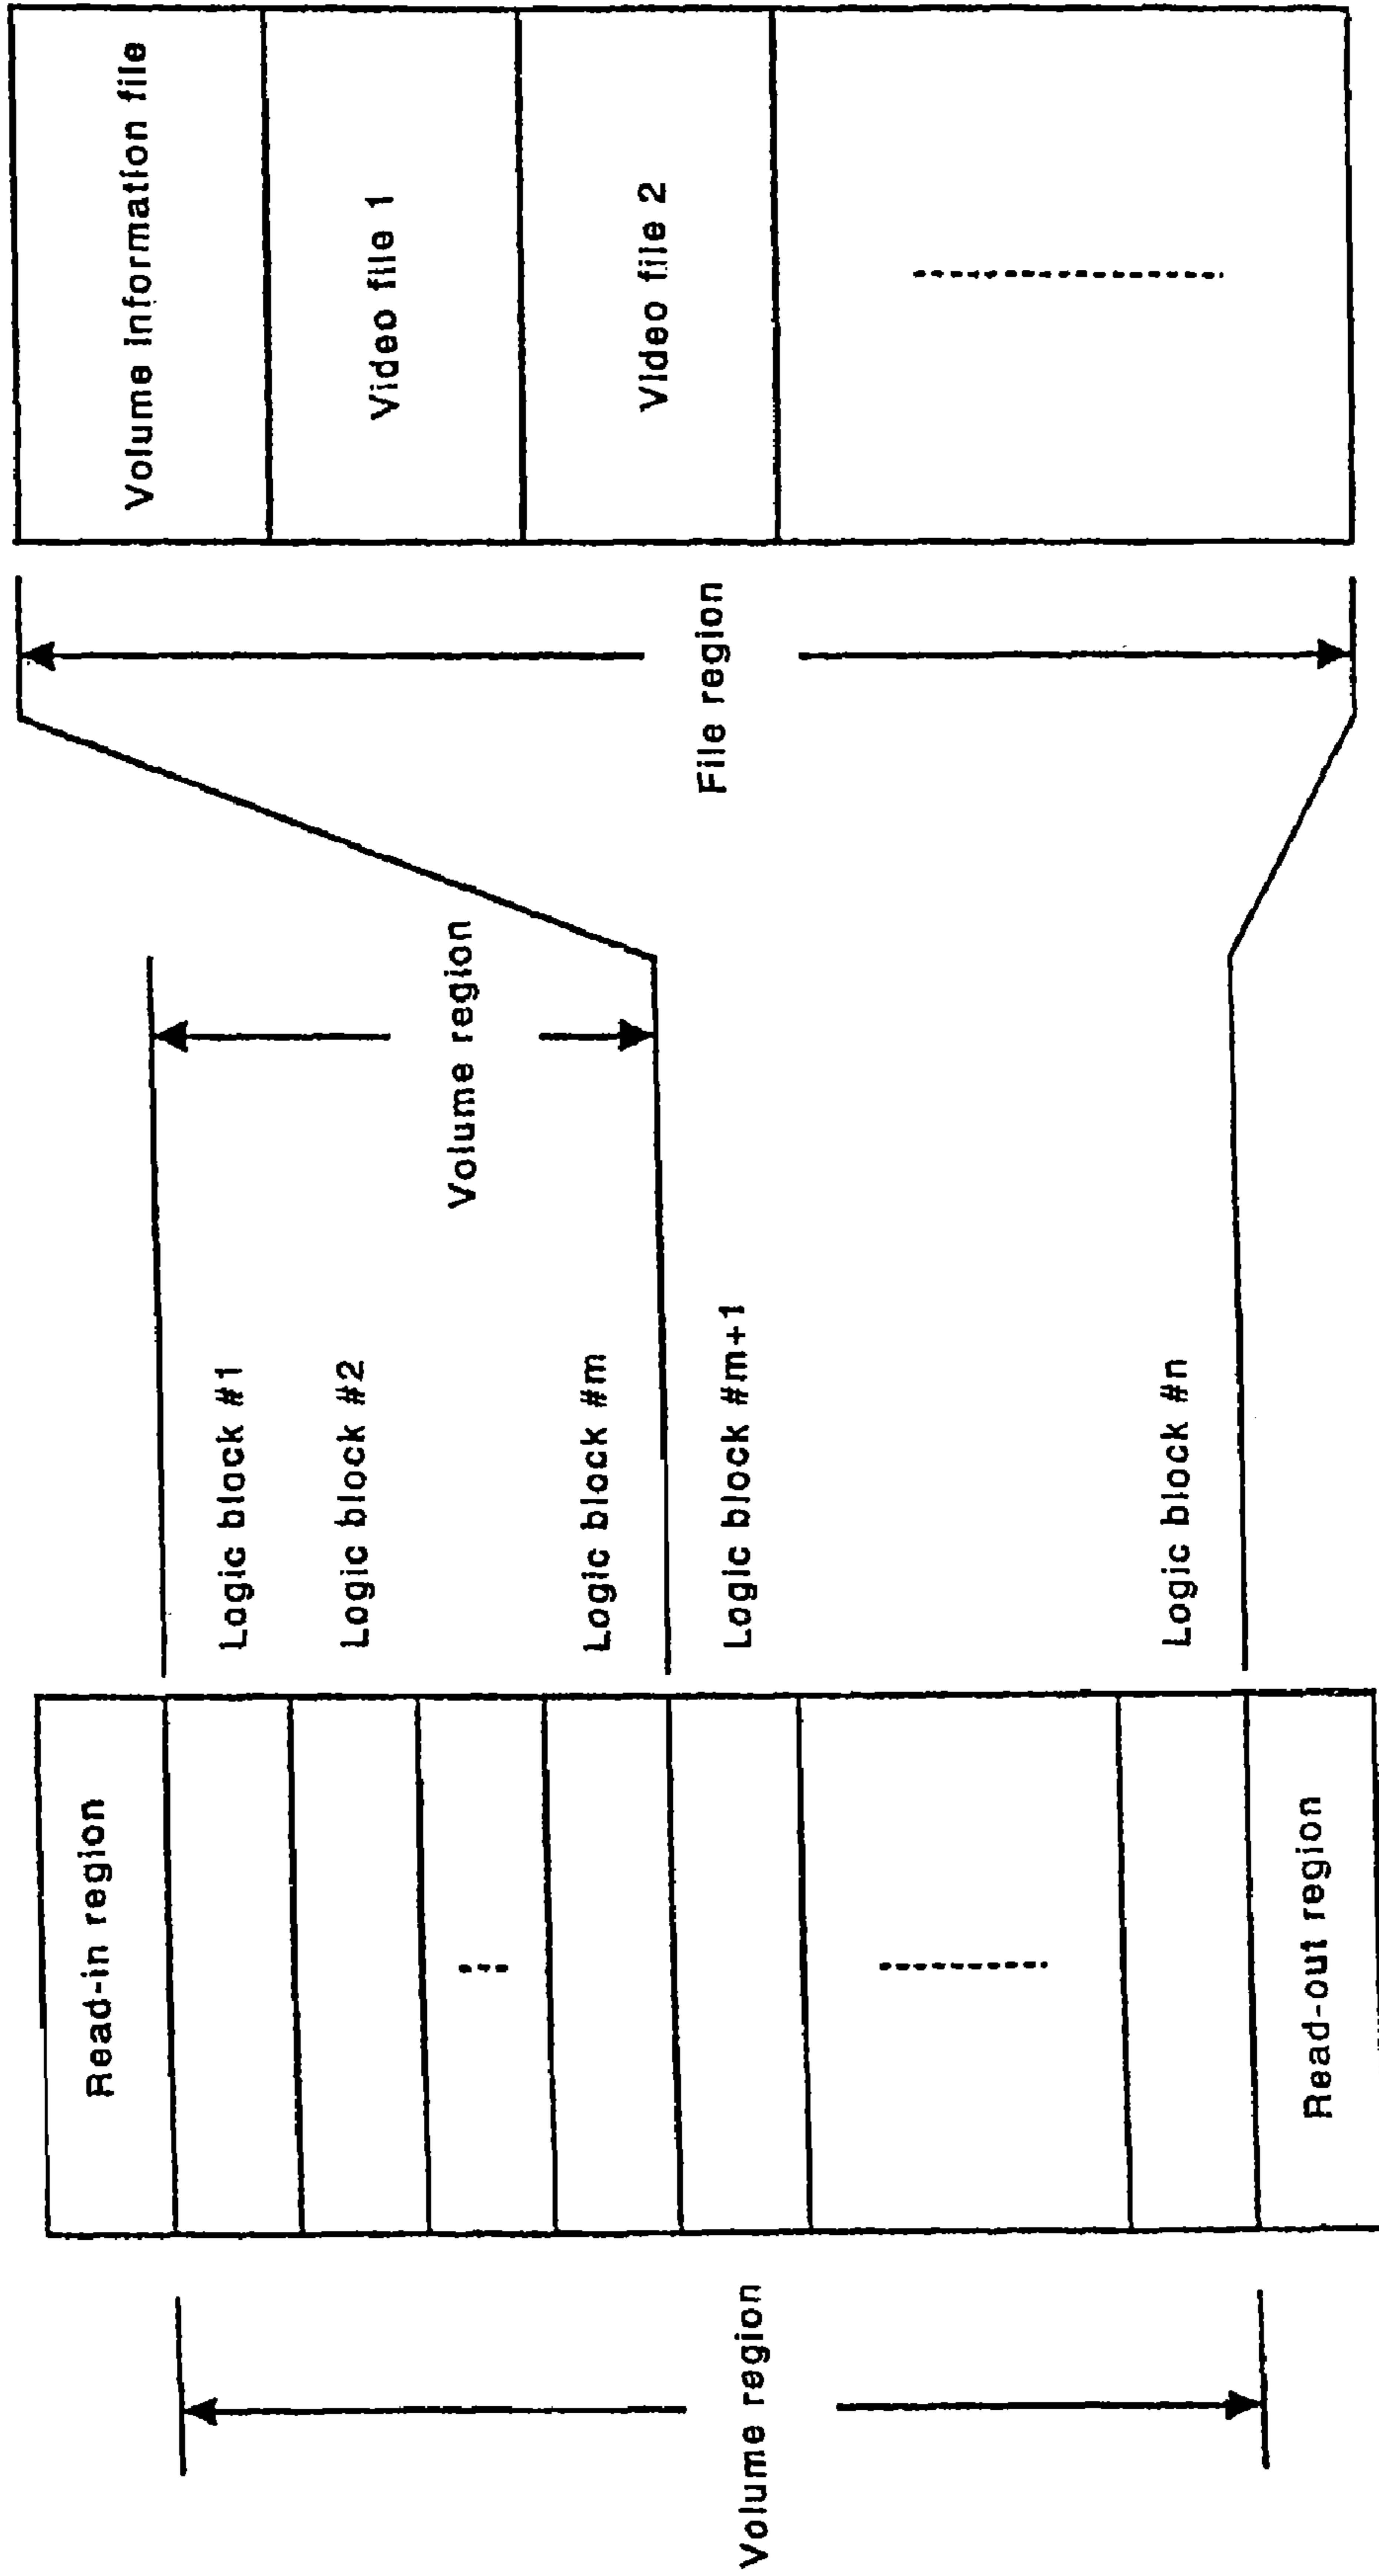 Volume region
Read-in region
Read-out region
Logic block #1
Logic block #2
Logic block #m
Logic block #m+1
Logic block #n
Volume region
File region
Volume information file
Video file 1
Video file 2